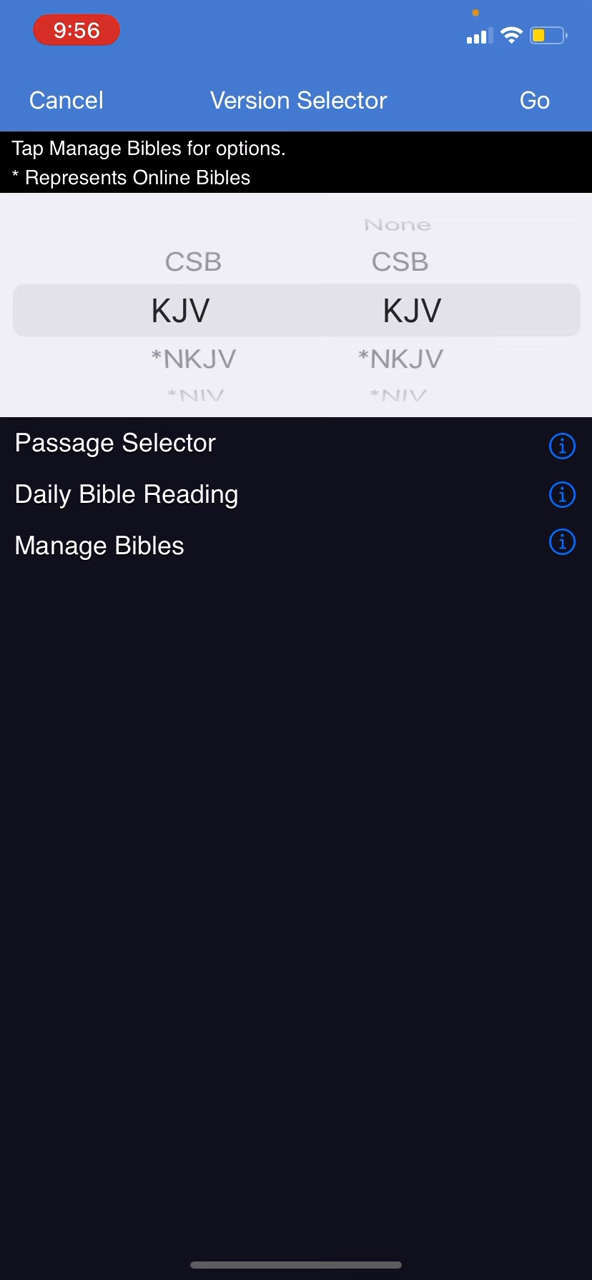 9:56
Cancel Version Selector Go
Tap Manage Bibles for options.
* Represents Online Bibles
None
CSB CSB
KJV KJV
*NKJV *NKJV
*NIV *NIV
Passage Selector
Daily Bible Reading
Manage Bibles